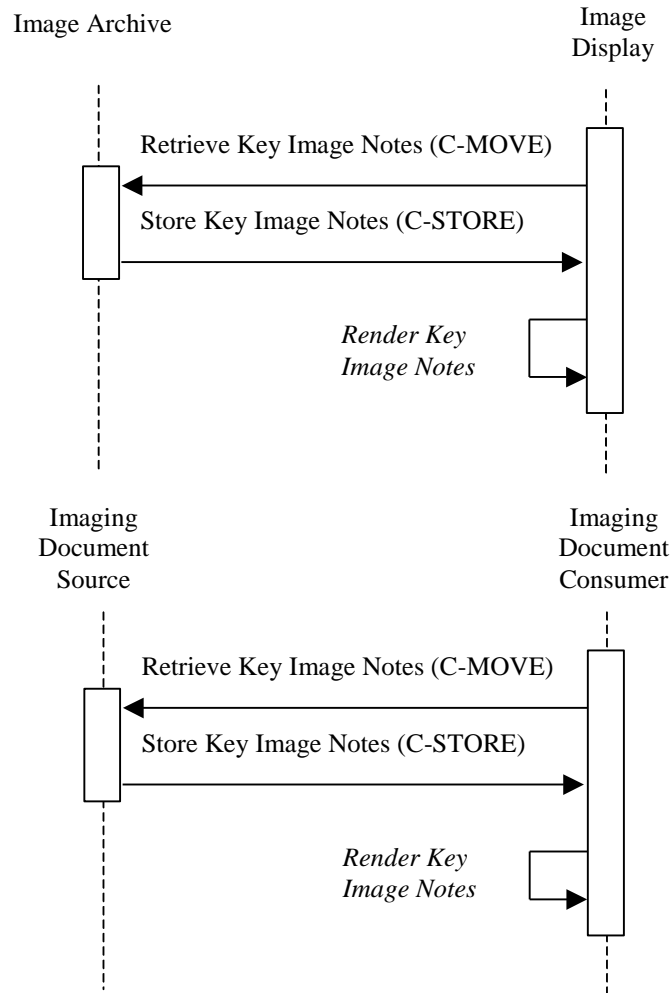 Image Archive
Image
Display
Retrieve Key Image Notes (C-MOVE)
Store Key Image Notes (C-STORE)
Render Key
Image Notes
Imaging
Document
Source
Imaging
Document
Consumer
Retrieve Key Image Notes (C-MOVE)
Store Key Image Notes (C-STORE)
Render Key
Image Notes